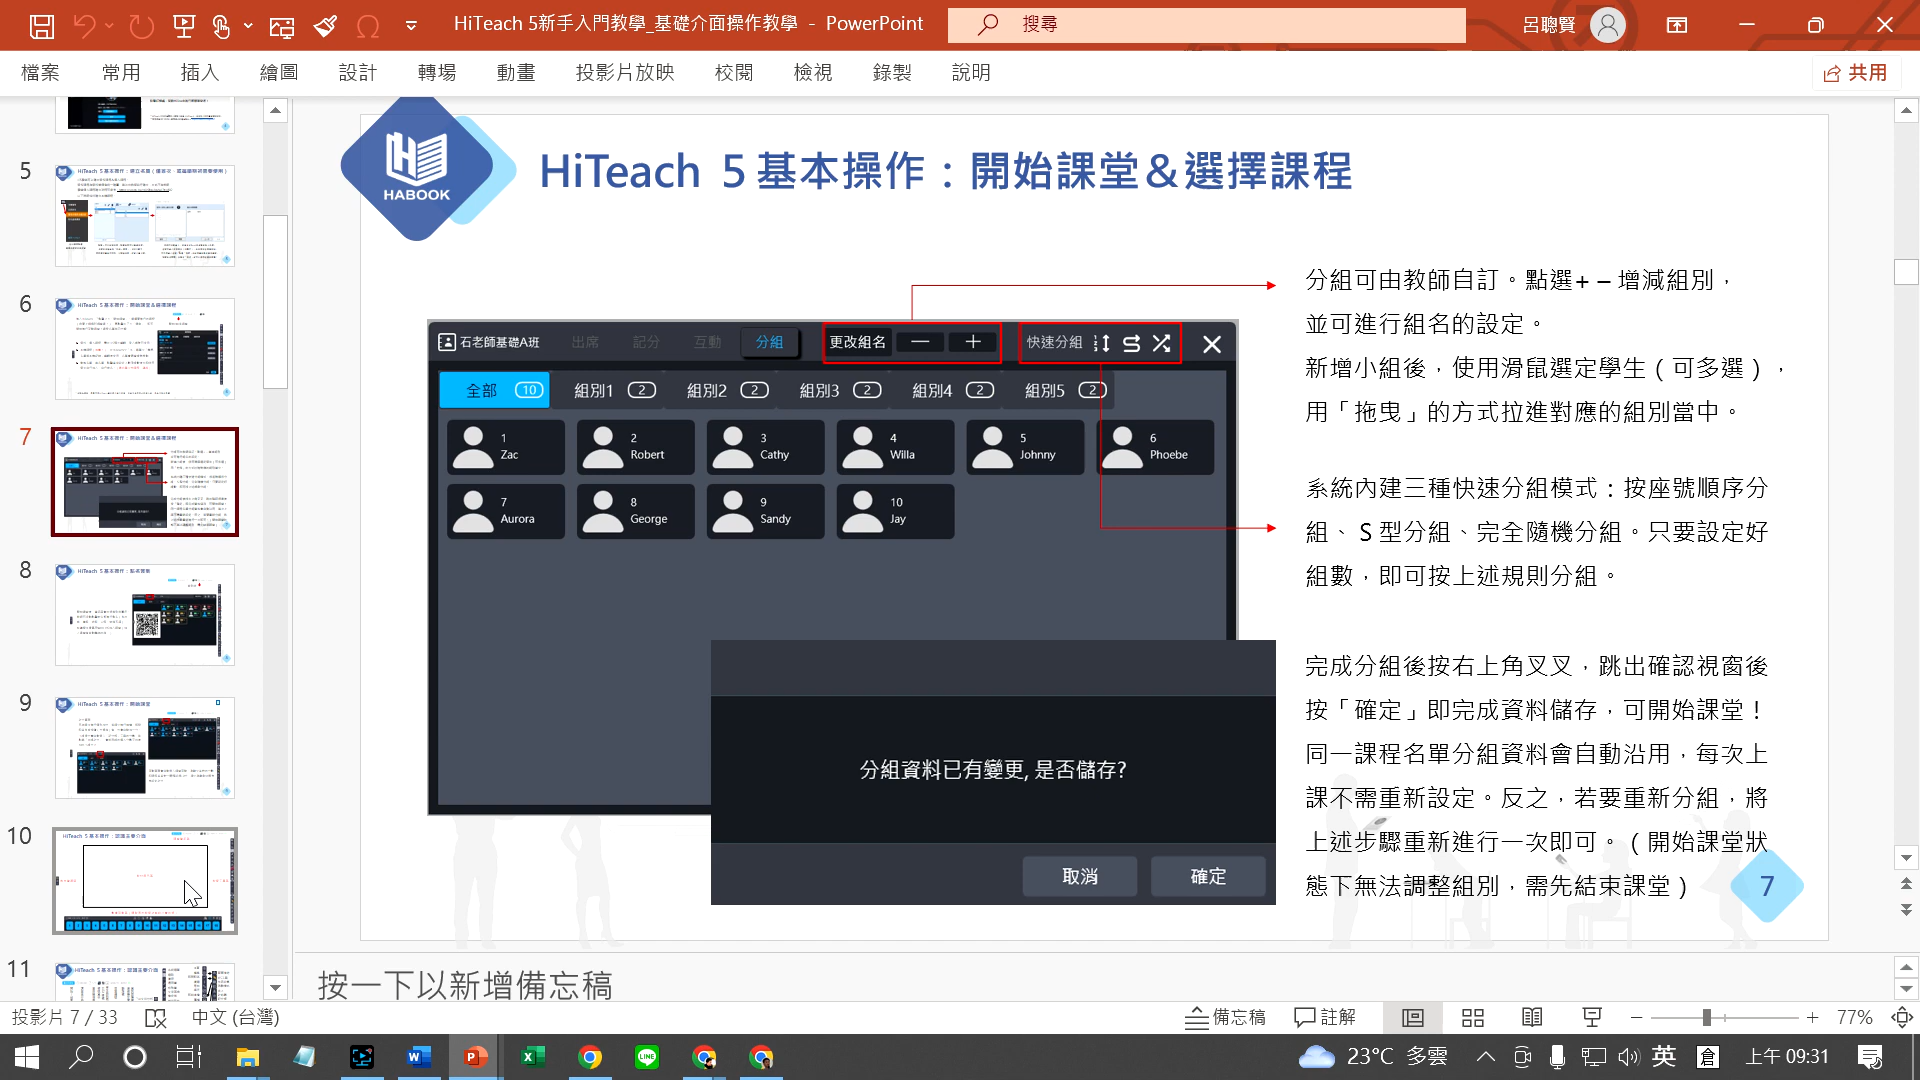 HiTeach 5新手入門教學_基礎介面操作教學 - PowerPoint
搜尋
呂聰賢
檔案 常用 插入 繪圖 設計 轉場 動畫 投影片放映 校閱 檢視 錄製 說明
共用
5
6
7
8
9
10
11
HABOOK
HiTeach 5基本操作：開始課堂＆選擇課程
石老師基礎A班 出席 記分 互動 分組 更改組名 － ＋ 快速分組
全部 10 組別1 2 組別2 2 組別3 2 組別4 2 組別5 2
1 Zac
2 Robert
3 Cathy
4 Willa
5 Johnny
6 Phoebe
7 Aurora
8 George
9 Sandy
10 Jay
分組資料已有變更, 是否儲存?
取消 確定
分組可由教師自訂。點選+ – 增減組別，
並可進行組名的設定。
新增小組後，使用滑鼠選定學生（可多選），
用「拖曳」的方式拉進對應的組別當中。
系統內建三種快速分組模式：按座號順序分
組、S型分組、完全隨機分組。只要設定好
組數，即可按上述規則分組。
完成分組後按右上角叉叉，跳出確認視窗後
按「確定」即完成資料儲存，可開始課堂！
同一課程名單分組資料會自動沿用，每次上
課不需重新設定。反之，若要重新分組，將
上述步驟重新進行一次即可。（開始課堂狀
態下無法調整組別，需先結束課堂）
7
按一下以新增備忘稿
投影片 7 / 33 中文 (台灣) 備忘稿 註解 77%
23°C 多雲 英 倉 上午 09:31